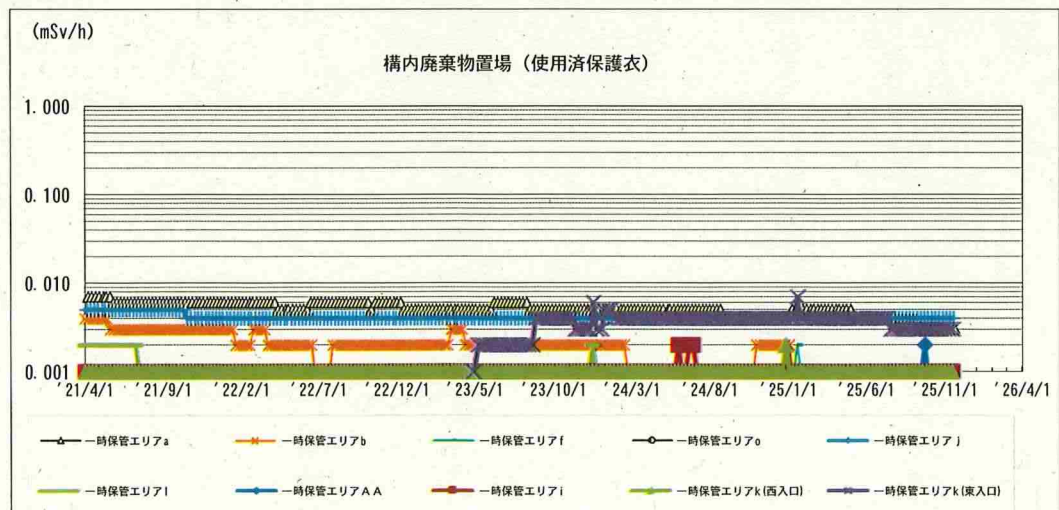 (mSv/h)
構内廃棄物置場（使用済保護衣）
1.000
0.100
0.010
0.001
21/4/1 21/9/1 22/2/1 22/7/1 22/12/1 23/5/1 23/10/1 24/3/1 24/8/1 25/1/1 25/6/1 25/11/1 26/4/1
一時保管エリアa 一時保管エリアb 一時保管エリアf 一時保管エリアo 一時保管エリアj
一時保管エリアl 一時保管エリアAA 一時保管エリアi 一時保管エリアk(西入口) 一時保管エリアk(東入口)